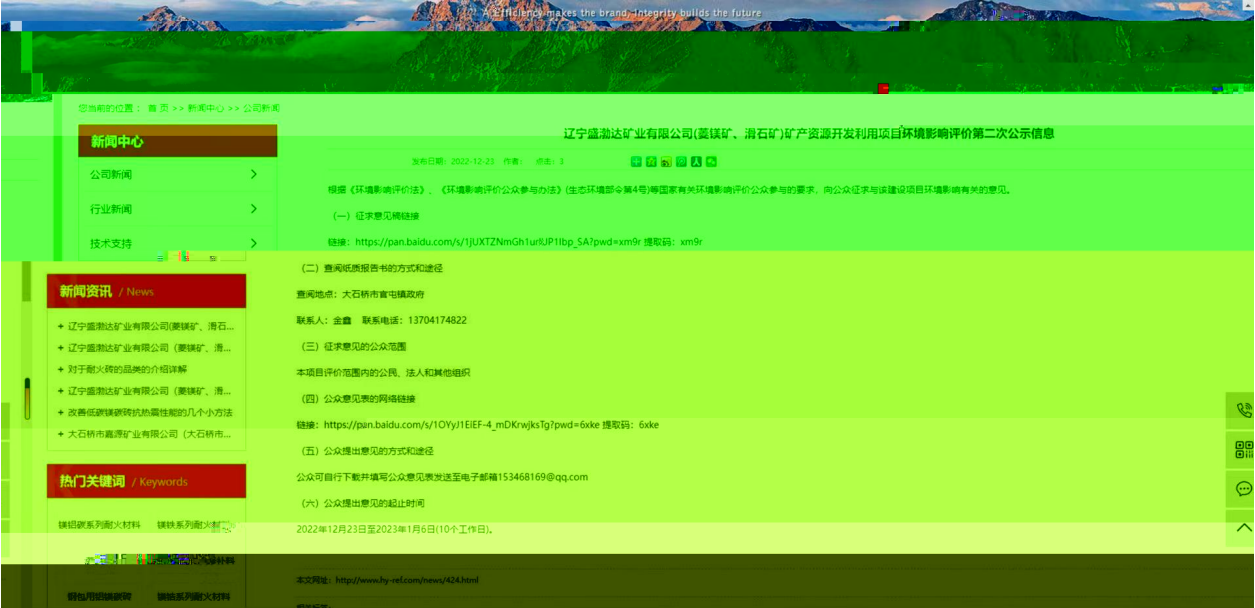 A Efficiency makes the brand, Integrity builds the future
您当前的位置： 首 页 >> 新闻中心 >> 公司新闻
新闻中心
公司新闻
行业新闻
技术支持
新闻资讯 / News
+ 辽宁盛渤达矿业有限公司(菱镁矿、滑石...
+ 辽宁盛渤达矿业有限公司（菱镁矿、滑...
+ 对于耐火砖的品类的介绍详解
+ 辽宁盛渤达矿业有限公司（菱镁矿、滑...
+ 改善低碳镁碳砖抗热震性能的几个小方法
+ 大石桥市嘉源矿业有限公司（大石桥市...
热门关键词 / Keywords
镁铝碳系列耐火材料 镁铁系列耐火
钢包用铝镁碳砖 镁锆系列耐火材料
辽宁盛渤达矿业有限公司(菱镁矿、滑石矿)矿产资源开发利用项目环境影响评价第二次公示信息
发布日期：2022-12-23 作者： 点击：3
根据《环境影响评价法》、《环境影响评价公众参与办法》(生态环境部令第4号)等国家有关环境影响评价公众参与的要求，向公众征求与该建设项目环境影响有关的意见。
（一）征求意见稿链接
链接：提取码：xm9r
（二）查阅纸质报告书的方式和途径
查阅地点：大石桥市官屯镇政府
联系人：金鑫 联系电话：13704174822
（三）征求意见的公众范围
本项目评价范围内的公民、法人和其他组织
（四）公众意见表的网络链接
链接：https://pan.baidu.com/s/1OYyJ1EiEF-4_mDKrwjksTg?pwd=6xke 提取码：6xke
（五）公众提出意见的方式和途径
公众可自行下载并填写公众意见表发送至电子邮箱153468169@qq.com
（六）公众提出意见的起止时间
2022年12月23日至2023年1月6日(10个工作日)。
本文网址：http://www.hy-ref.com/news/424.html